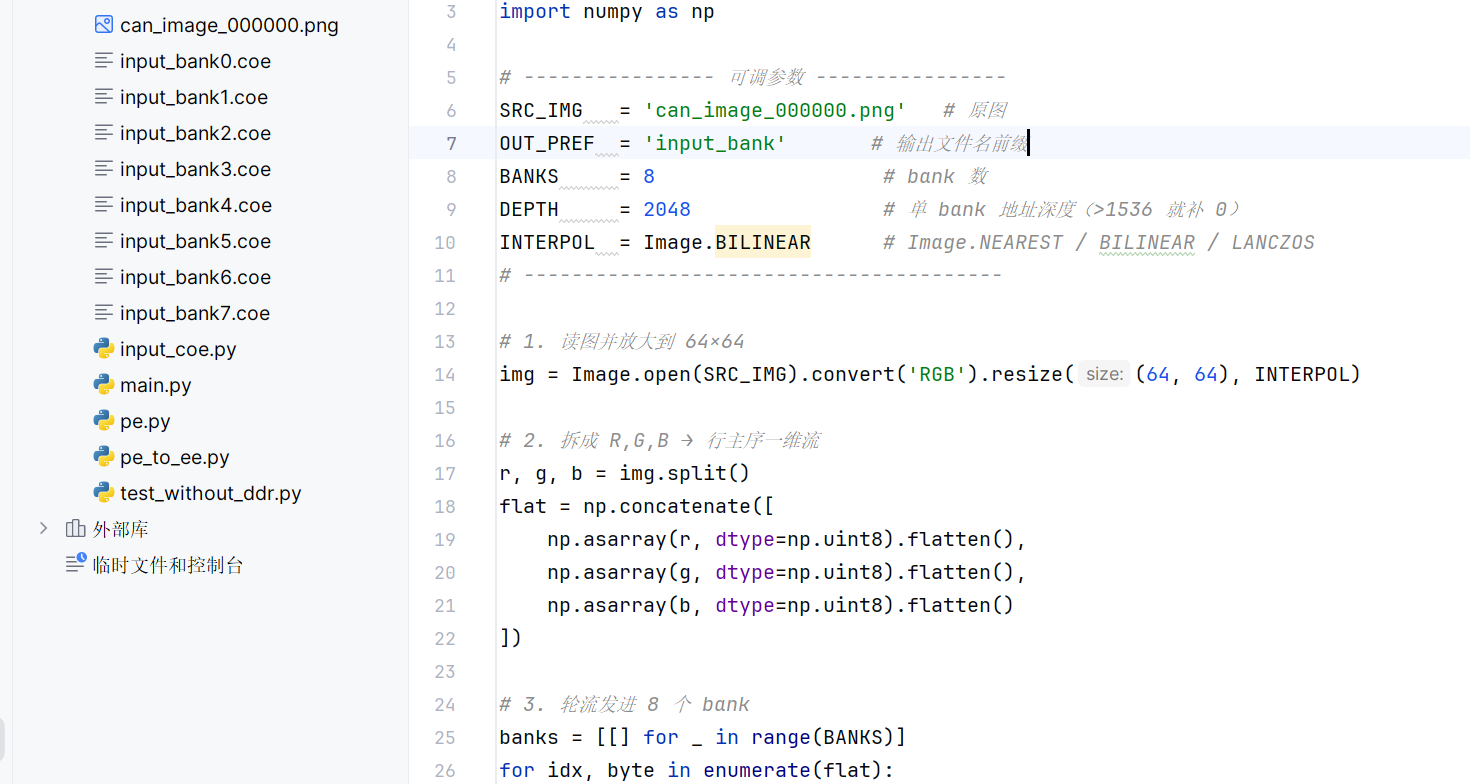 can_image_000000.png
input_bank0.coe
input_bank1.coe
input_bank2.coe
input_bank3.coe
input_bank4.coe
input_bank5.coe
input_bank6.coe
input_bank7.coe
input_coe.py
main.py
pe.py
pe_to_ee.py
test_without_ddr.py
外部库
临时文件和控制台
3 import numpy as np
4
5 # ---------------- 可调参数 ----------------
6 SRC_IMG   = 'can_image_000000.png'   # 原图
7 OUT_PREF  = 'input_bank'       # 输出文件名前缀
8 BANKS     = 8                   # bank 数
9 DEPTH     = 2048                # 单 bank 地址深度（>1536 就补 0）
10 INTERPOL  = Image.BILINEAR      # Image.NEAREST / BILINEAR / LANCZOS
11 # ----------------------------------------
12
13 # 1. 读图并放大到 64×64
14 img = Image.open(SRC_IMG).convert('RGB').resize( size: (64, 64), INTERPOL)
15
16 # 2. 拆成 R,G,B → 行主序一维流
17 r, g, b = img.split()
18 flat = np.concatenate([
19     np.asarray(r, dtype=np.uint8).flatten(),
20     np.asarray(g, dtype=np.uint8).flatten(),
21     np.asarray(b, dtype=np.uint8).flatten()
22 ])
23
24 # 3. 轮流发进 8 个 bank
25 banks = [[] for _ in range(BANKS)]
26 for idx, byte in enumerate(flat):